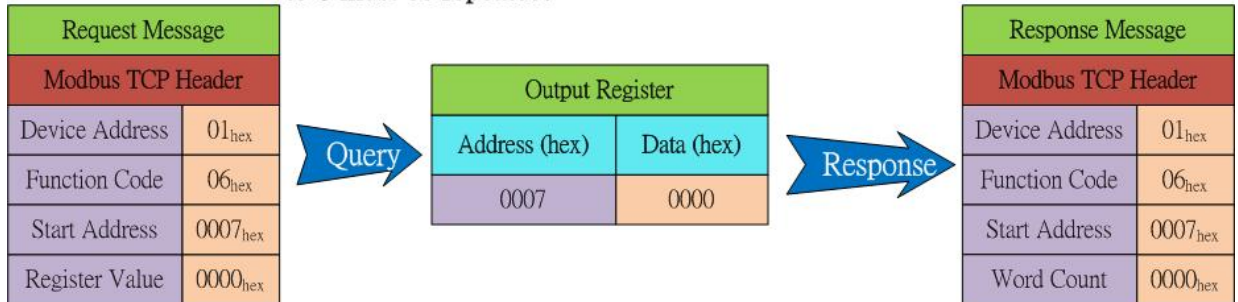 Request Message
Modbus TCP Header
Device Address 01hex
Function Code 06hex
Start Address 0007hex
Register Value 0000hex
Query
Output Register
Address (hex) Data (hex)
0007 0000
Response
Response Message
Modbus TCP Header
Device Address 01hex
Function Code 06hex
Start Address 0007hex
Word Count 0000hex